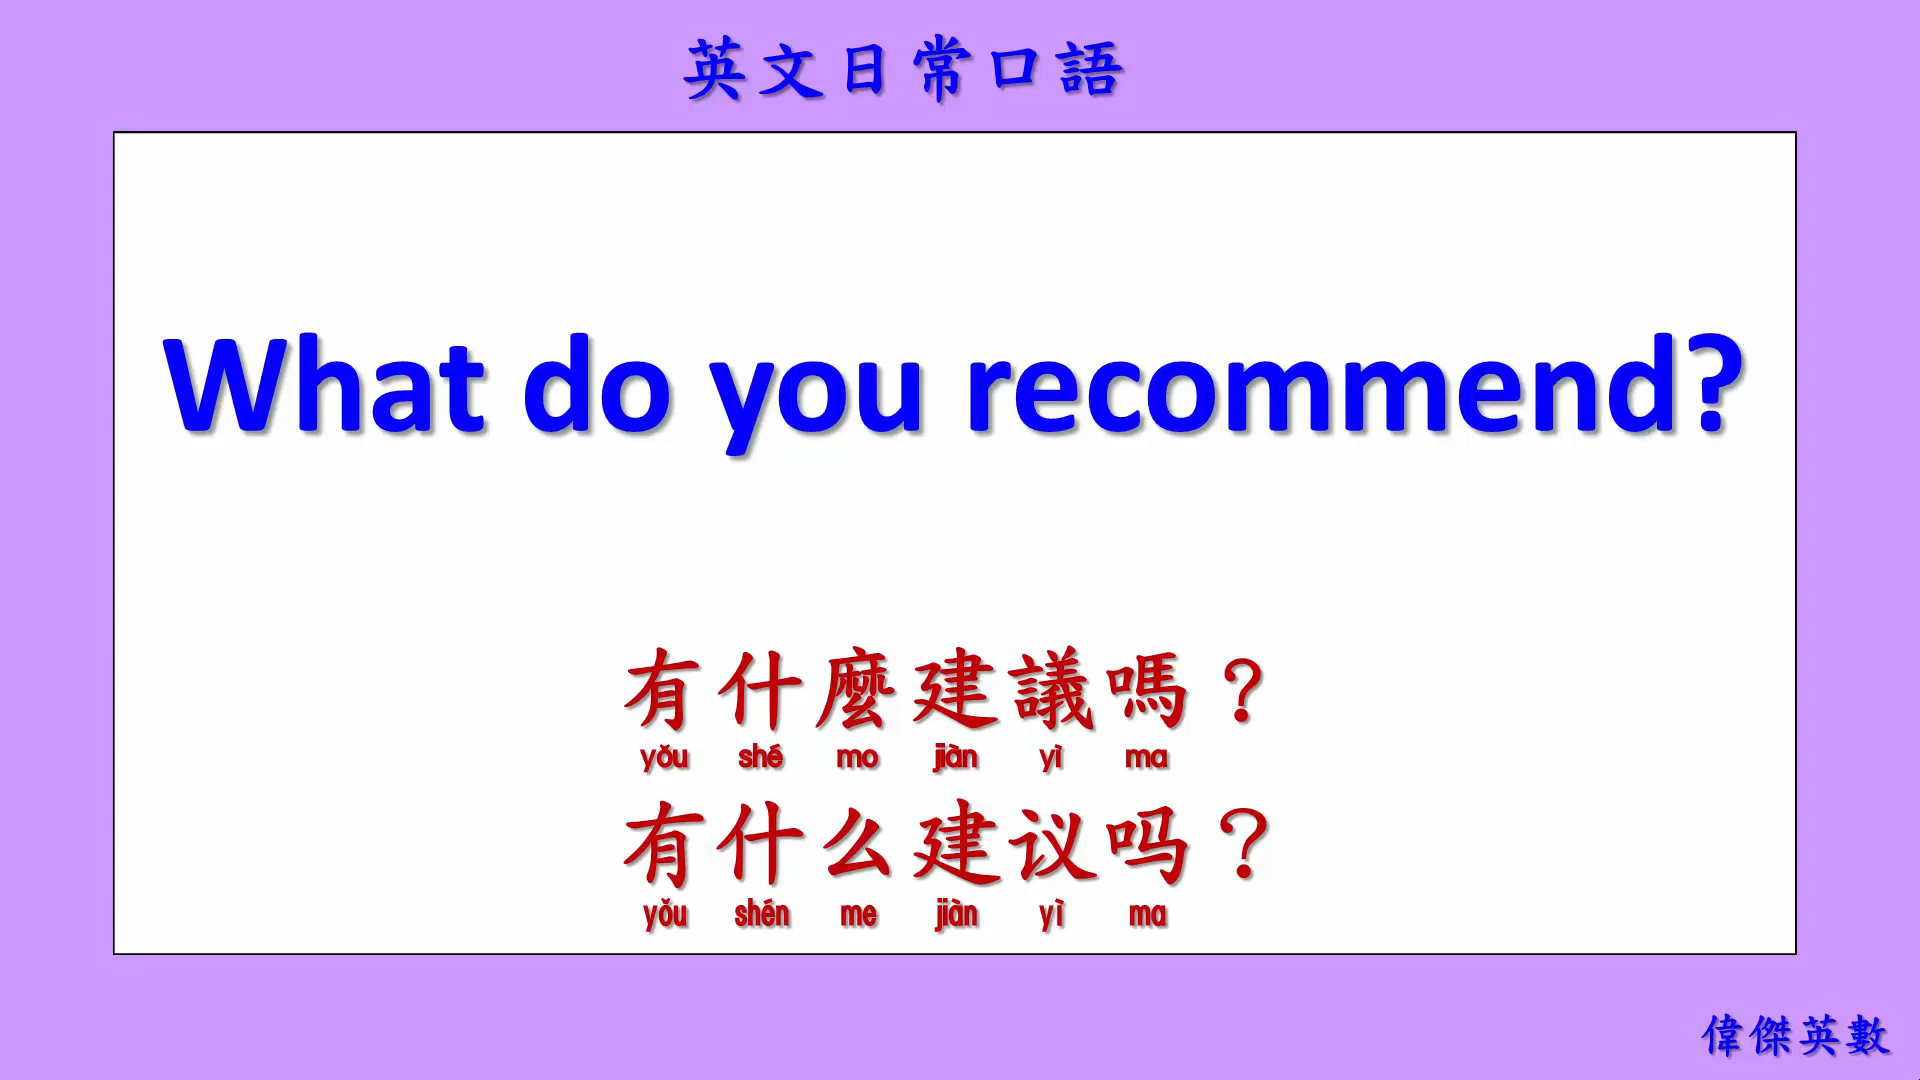 英文日常口語
What do you recommend?
有什麼建議嗎？
yǒu shé mo jiàn yì ma
有什么建议吗？
yǒu shén me jiàn yì ma
偉傑英數